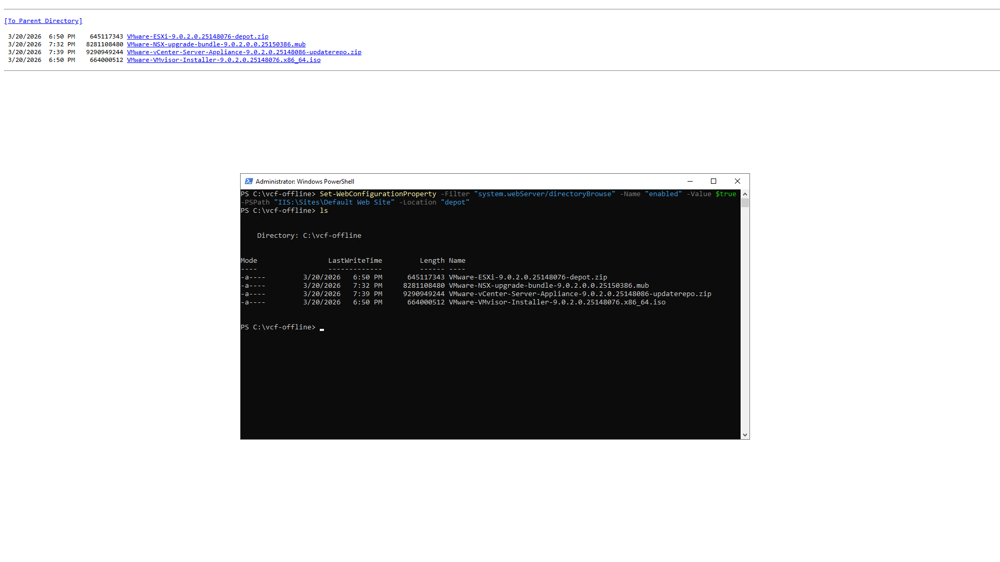 [To Parent Directory]
3/20/2026 6:50 PM 645117343 VMware-ESXi-9.0.2.0.25148076-depot.zip
3/20/2026 7:32 PM 8281108480 VMware-NSX-upgrade-bundle-9.0.2.0.0.25150386.mub
3/20/2026 7:39 PM 9290949244 VMware-vCenter-Server-Appliance-9.0.2.0.25148086-updaterepo.zip
3/20/2026 6:50 PM 664000512 VMware-VMvisor-Installer-9.0.2.0.25148076.x86_64.iso
Administrator: Windows PowerShell
PS C:\vcf-offline> Set-WebConfigurationProperty -Filter "system.webServer/directoryBrowse" -Name "enabled" -Value $true
-PSPath "IIS:\Sites\Default Web Site" -Location "depot"
PS C:\vcf-offline> ls
Directory: C:\vcf-offline
Mode LastWriteTime Length Name
---- ------------- ------ ----
-a---- 3/20/2026 6:50 PM 645117343 VMware-ESXi-9.0.2.0.25148076-depot.zip
-a---- 3/20/2026 7:32 PM 8281108480 VMware-NSX-upgrade-bundle-9.0.2.0.0.25150386.mub
-a---- 3/20/2026 7:39 PM 9290949244 VMware-vCenter-Server-Appliance-9.0.2.0.25148086-updaterepo.zip
-a---- 3/20/2026 6:50 PM 664000512 VMware-VMvisor-Installer-9.0.2.0.25148076.x86_64.iso
PS C:\vcf-offline>